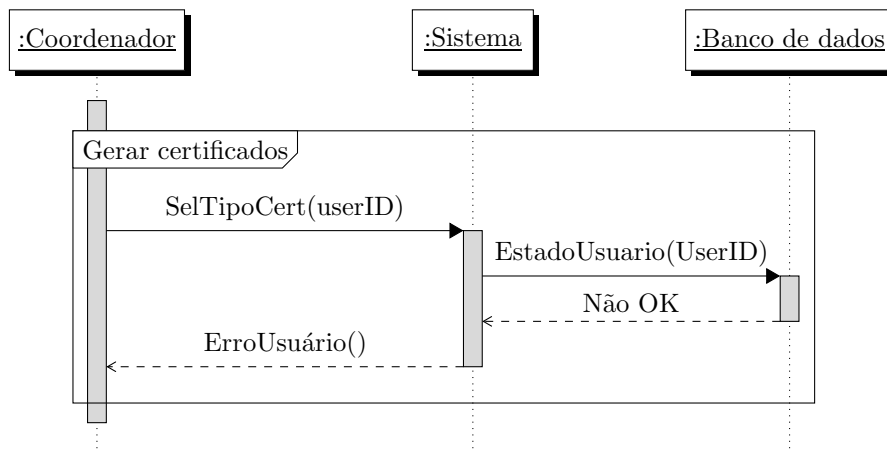 :Coordenador
:Sistema
:Banco de dados
Gerar certificados
SelTipoCert(userID)
EstadoUsuario(UserID)
Não OK
ErroUsuário()